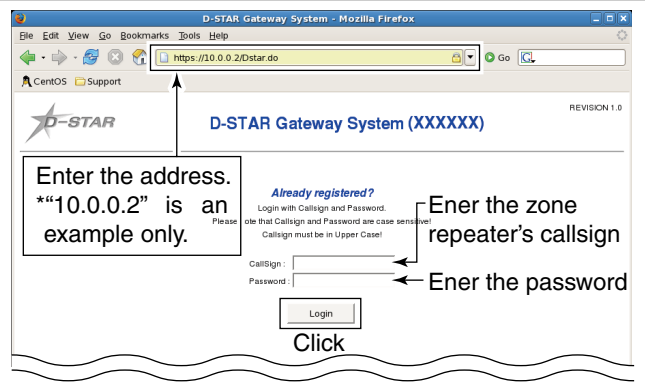 D-STAR Gateway System - Mozilla Firefox
File Edit View Go Bookmarks Tools Help
https://10.0.0.2/Dstar.do
Go
G
CentOS Support
D-STAR
D-STAR Gateway System (XXXXXX)
REVISION 1.0
Enter the address.
*“10.0.0.2” is an
example only.
Already registered?
Login with Callsign and Password.
Please ote that Callsign and Password are case sensitive!
Callsign must be in Upper Case!
Ener the zone
repeater’s callsign
CallSign :
Password :
Ener the password
Login
Click